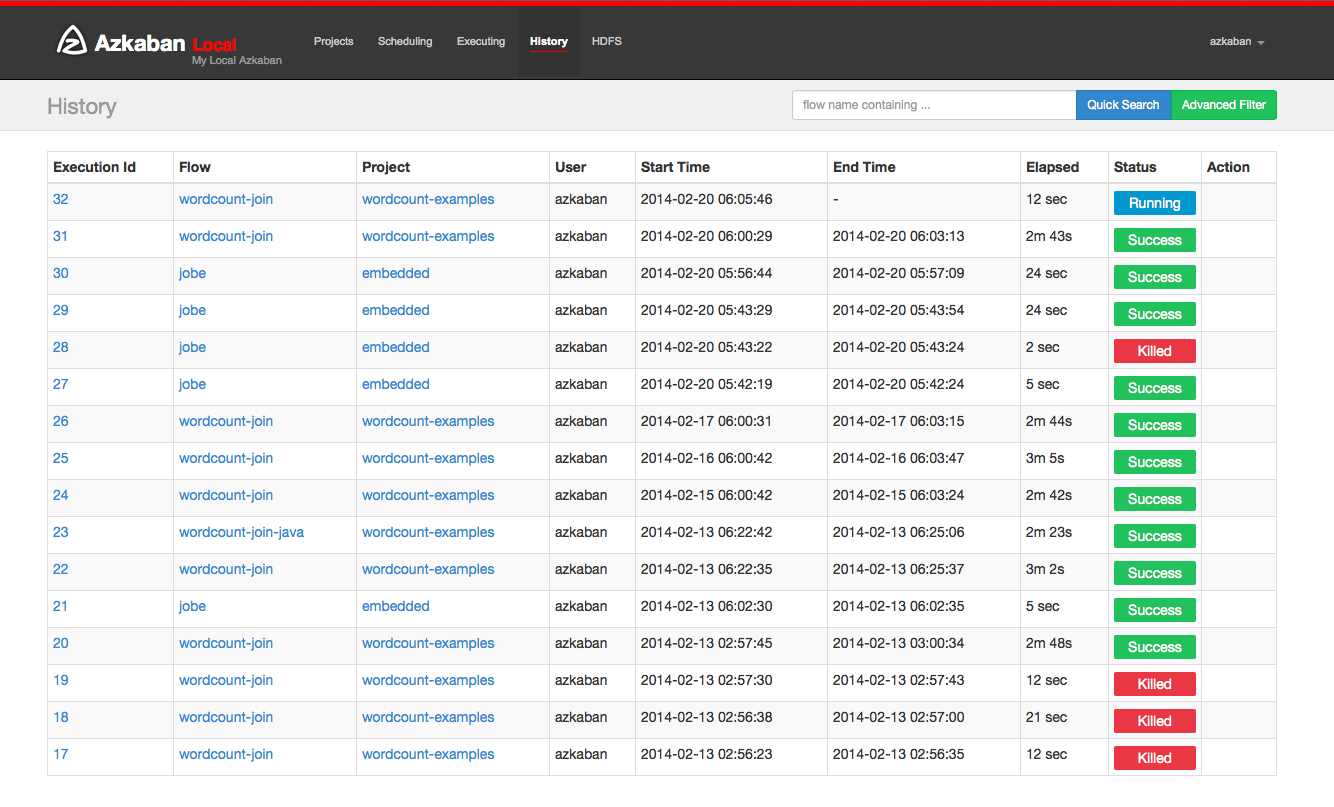 Azkaban Local Projects Scheduling Executing History HDFS azkaban
My Local Azkaban
History flow name containing ... Quick Search Advanced Filter
Execution Id Flow Project User Start Time End Time Elapsed Status Action
32 wordcount-join wordcount-examples azkaban 2014-02-20 06:05:46 - 12 sec Running
31 wordcount-join wordcount-examples azkaban 2014-02-20 06:00:29 2014-02-20 06:03:13 2m 43s Success
30 jobe embedded azkaban 2014-02-20 05:56:44 2014-02-20 05:57:09 24 sec Success
29 jobe embedded azkaban 2014-02-20 05:43:29 2014-02-20 05:43:54 24 sec Success
28 jobe embedded azkaban 2014-02-20 05:43:22 2014-02-20 05:43:24 2 sec Killed
27 jobe embedded azkaban 2014-02-20 05:42:19 2014-02-20 05:42:24 5 sec Success
26 wordcount-join wordcount-examples azkaban 2014-02-17 06:00:31 2014-02-17 06:03:15 2m 44s Success
25 wordcount-join wordcount-examples azkaban 2014-02-16 06:00:42 2014-02-16 06:03:47 3m 5s Success
24 wordcount-join wordcount-examples azkaban 2014-02-15 06:00:42 2014-02-15 06:03:24 2m 42s Success
23 wordcount-join-java wordcount-examples azkaban 2014-02-13 06:22:42 2014-02-13 06:25:06 2m 23s Success
22 wordcount-join wordcount-examples azkaban 2014-02-13 06:22:35 2014-02-13 06:25:37 3m 2s Success
21 jobe embedded azkaban 2014-02-13 06:02:30 2014-02-13 06:02:35 5 sec Success
20 wordcount-join wordcount-examples azkaban 2014-02-13 02:57:45 2014-02-13 03:00:34 2m 48s Success
19 wordcount-join wordcount-examples azkaban 2014-02-13 02:57:30 2014-02-13 02:57:43 12 sec Killed
18 wordcount-join wordcount-examples azkaban 2014-02-13 02:56:38 2014-02-13 02:57:00 21 sec Killed
17 wordcount-join wordcount-examples azkaban 2014-02-13 02:56:23 2014-02-13 02:56:35 12 sec Killed